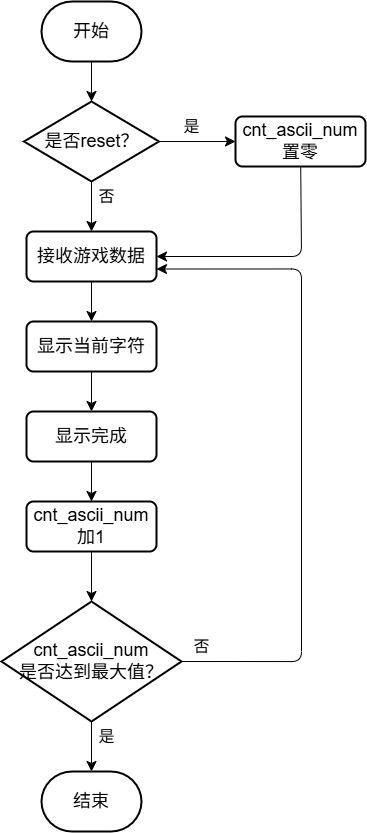 开始
是否reset?
是
cnt_ascii_num
置零
否
接收游戏数据
显示当前字符
显示完成
cnt_ascii_num
加1
cnt_ascii_num
是否达到最大值?
否
是
结束